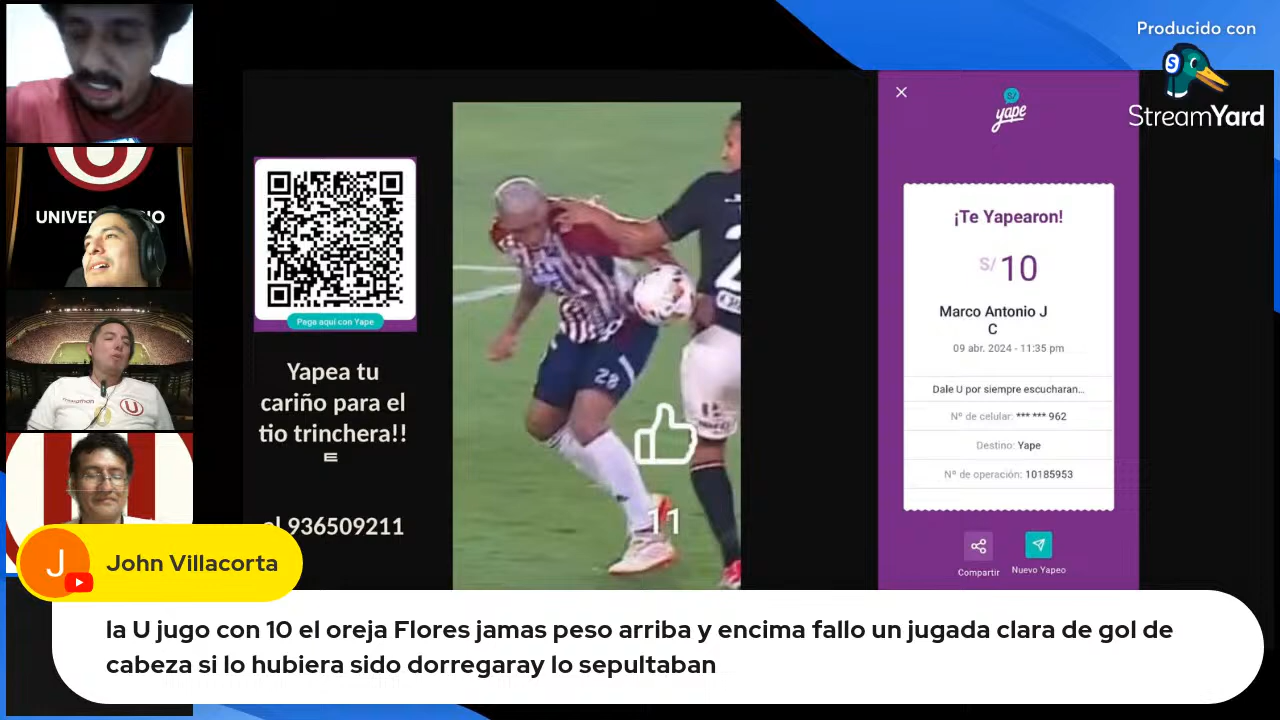 Producido con
StreamYard
S/
yape
¡Te Yapearon!
S/ 10
Marco Antonio J
C
09 abr. 2024 - 11:35 pm
Dale U por siempre escucharan...
Nº de celular: *** *** 962
Destino: Yape
Nº de operación: 10185953
Compartir
Nuevo Yapeo
UNIVER
IO
U
Paga aquí con Yape
Yapea tu
cariño para el
tio trinchera!!
E
al 936509211
28
2
11
J
John Villacorta
la U jugo con 10 el oreja Flores jamas peso arriba y encima fallo un jugada clara de gol de
cabeza si lo hubiera sido dorregaray lo sepultaban